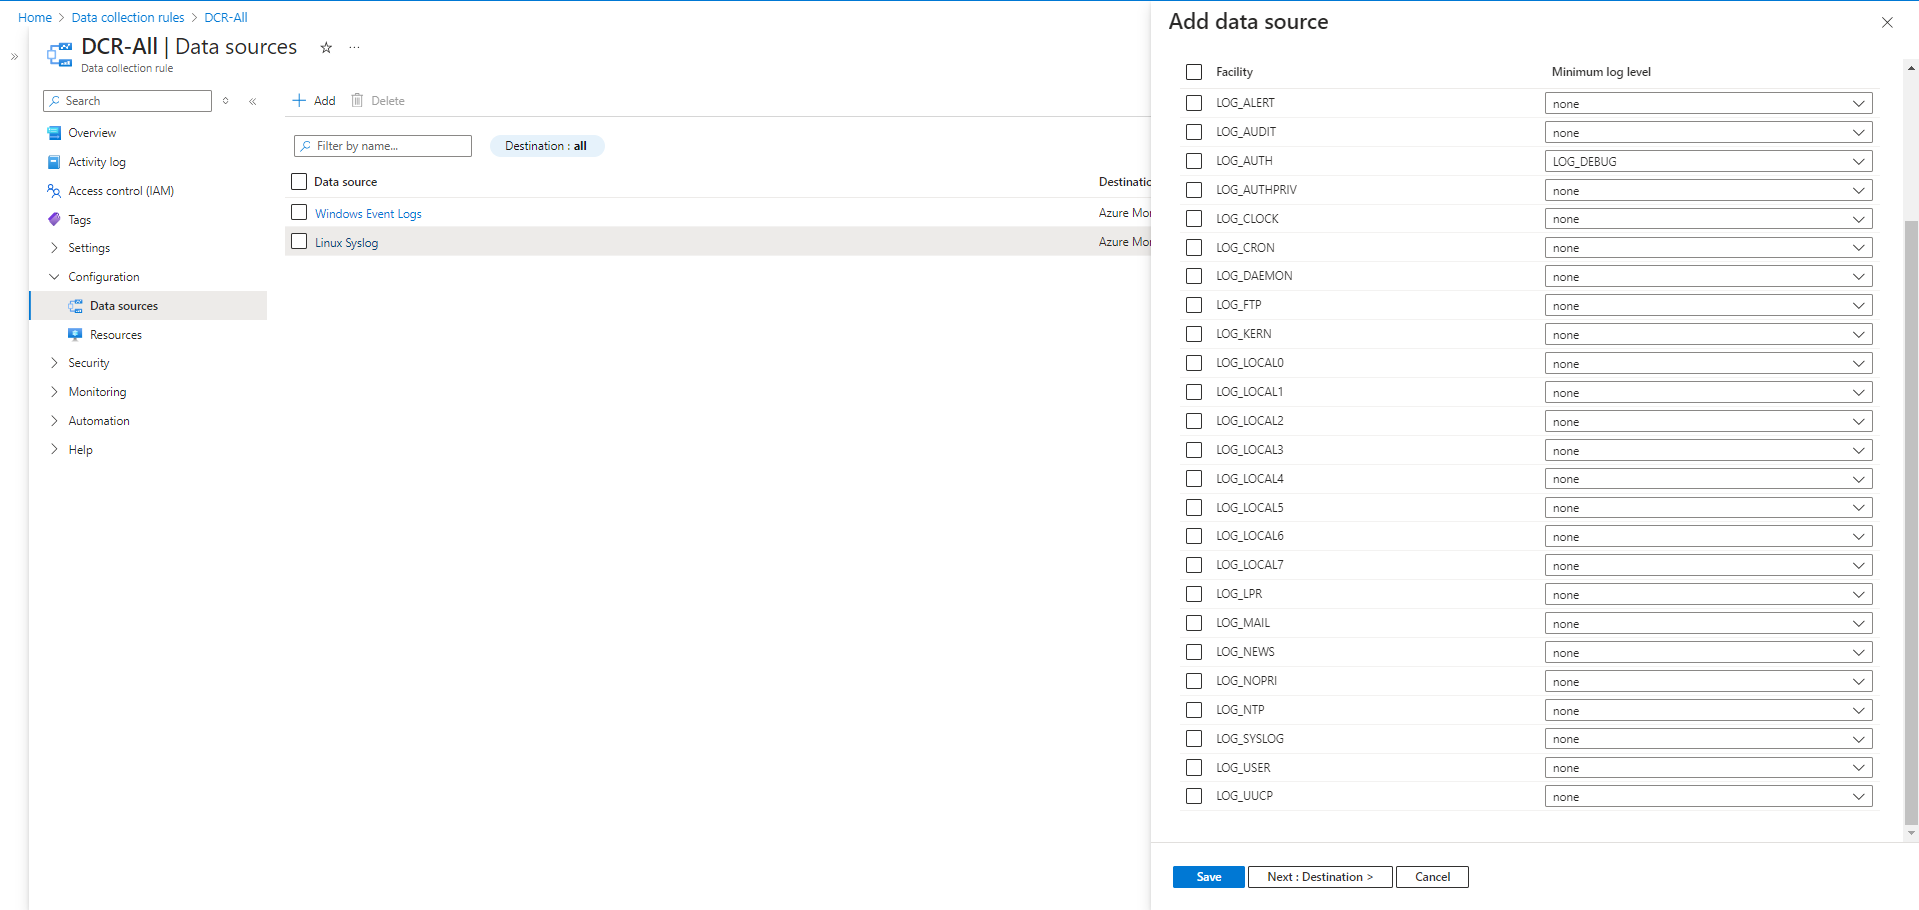 Home > Data collection rules > DCR-All
DCR-All | Data sources
Data collection rule
Search
Overview
Activity log
Access control (IAM)
Tags
Settings
Configuration
Data sources
Resources
Security
Monitoring
Automation
Help
Add Delete
Filter by name...
Destination : all
Data source Destinatio
Windows Event Logs Azure Mo
Linux Syslog Azure Mo
Add data source
Facility Minimum log level
LOG_ALERT none
LOG_AUDIT none
LOG_AUTH LOG_DEBUG
LOG_AUTHPRIV none
LOG_CLOCK none
LOG_CRON none
LOG_DAEMON none
LOG_FTP none
LOG_KERN none
LOG_LOCAL0 none
LOG_LOCAL1 none
LOG_LOCAL2 none
LOG_LOCAL3 none
LOG_LOCAL4 none
LOG_LOCAL5 none
LOG_LOCAL6 none
LOG_LOCAL7 none
LOG_LPR none
LOG_MAIL none
LOG_NEWS none
LOG_NOPRI none
LOG_NTP none
LOG_SYSLOG none
LOG_USER none
LOG_UUCP none
Save Next : Destination > Cancel